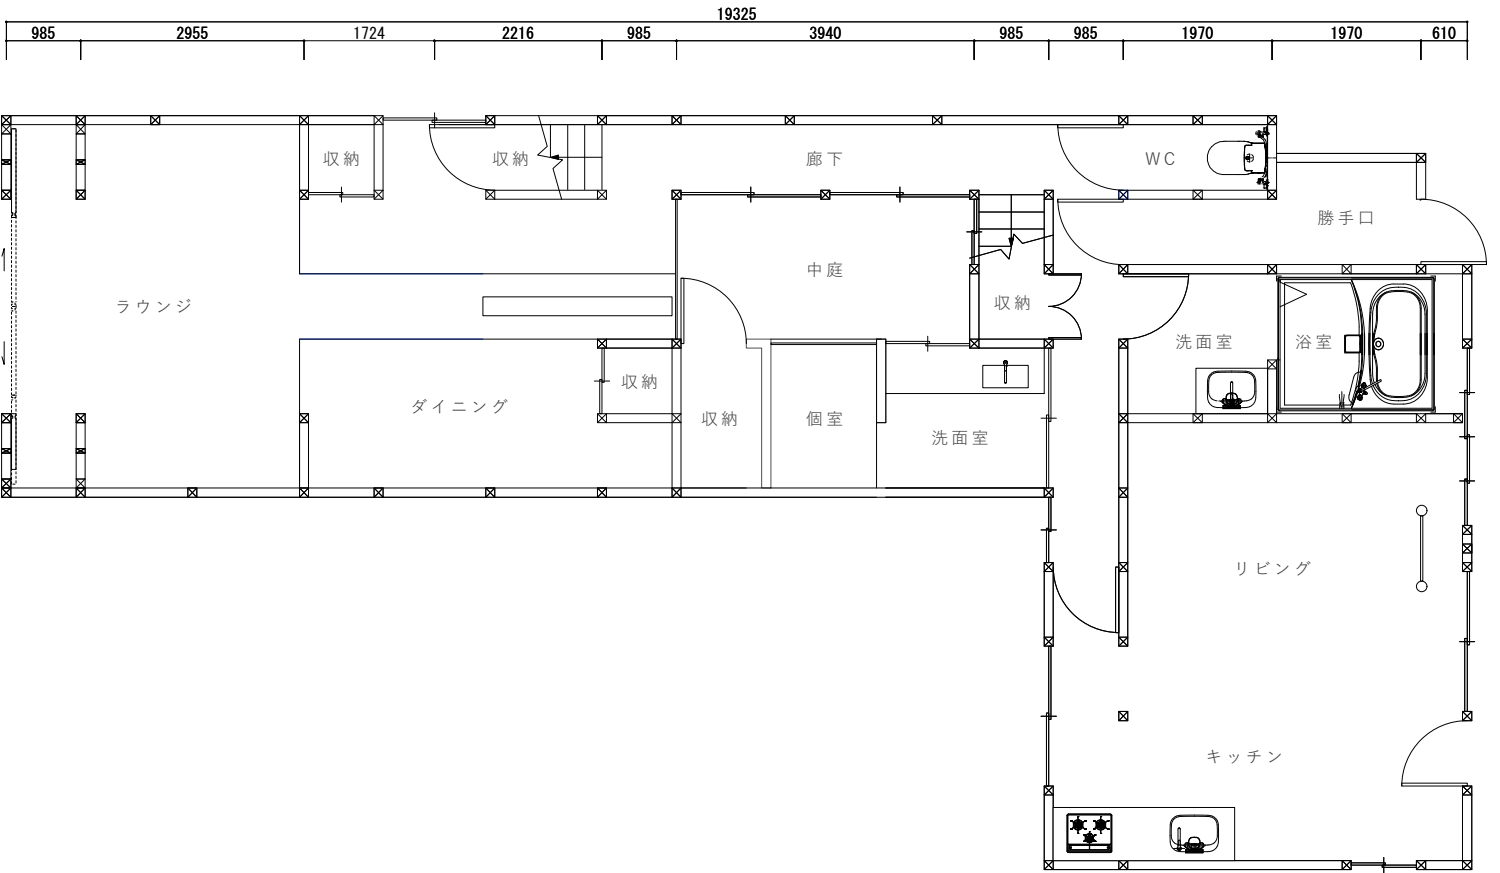 19325
985 2955 1724 2216 985 3940 985 985 1970 1970 610
収納 収納 廊下 WC
勝手口
中庭
ラウンジ 収納
洗面室 浴室
収納
ダイニング
収納 個室
洗面室
リビング
キッチン